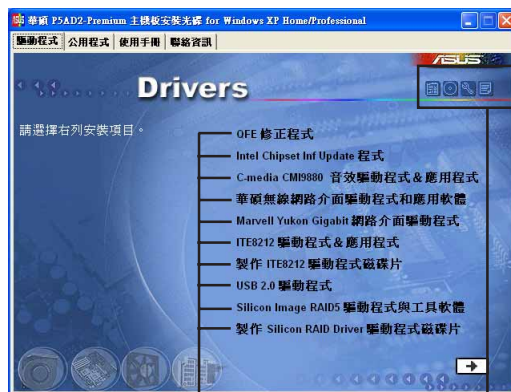 華碩 P5AD2-Premium 主機板安裝光碟 for Windows XP Home/Professional
驅動程式 公用程式 使用手冊 聯絡資訊
ASUS
Drivers
請選擇右列安裝項目。
QFE 修正程式
Intel Chipset Inf Update 程式
C-media CMI9880 音效驅動程式&應用程式
華碩無線網路介面驅動程式和應用軟體
Marvell Yukon Gigabit 網路介面驅動程式
ITE8212 驅動程式&應用程式
製作 ITE8212 驅動程式磁碟片
USB 2.0 驅動程式
Silicon Image RAID5 驅動程式與工具軟體
製作 Silicon RAID Driver 驅動程式磁碟片